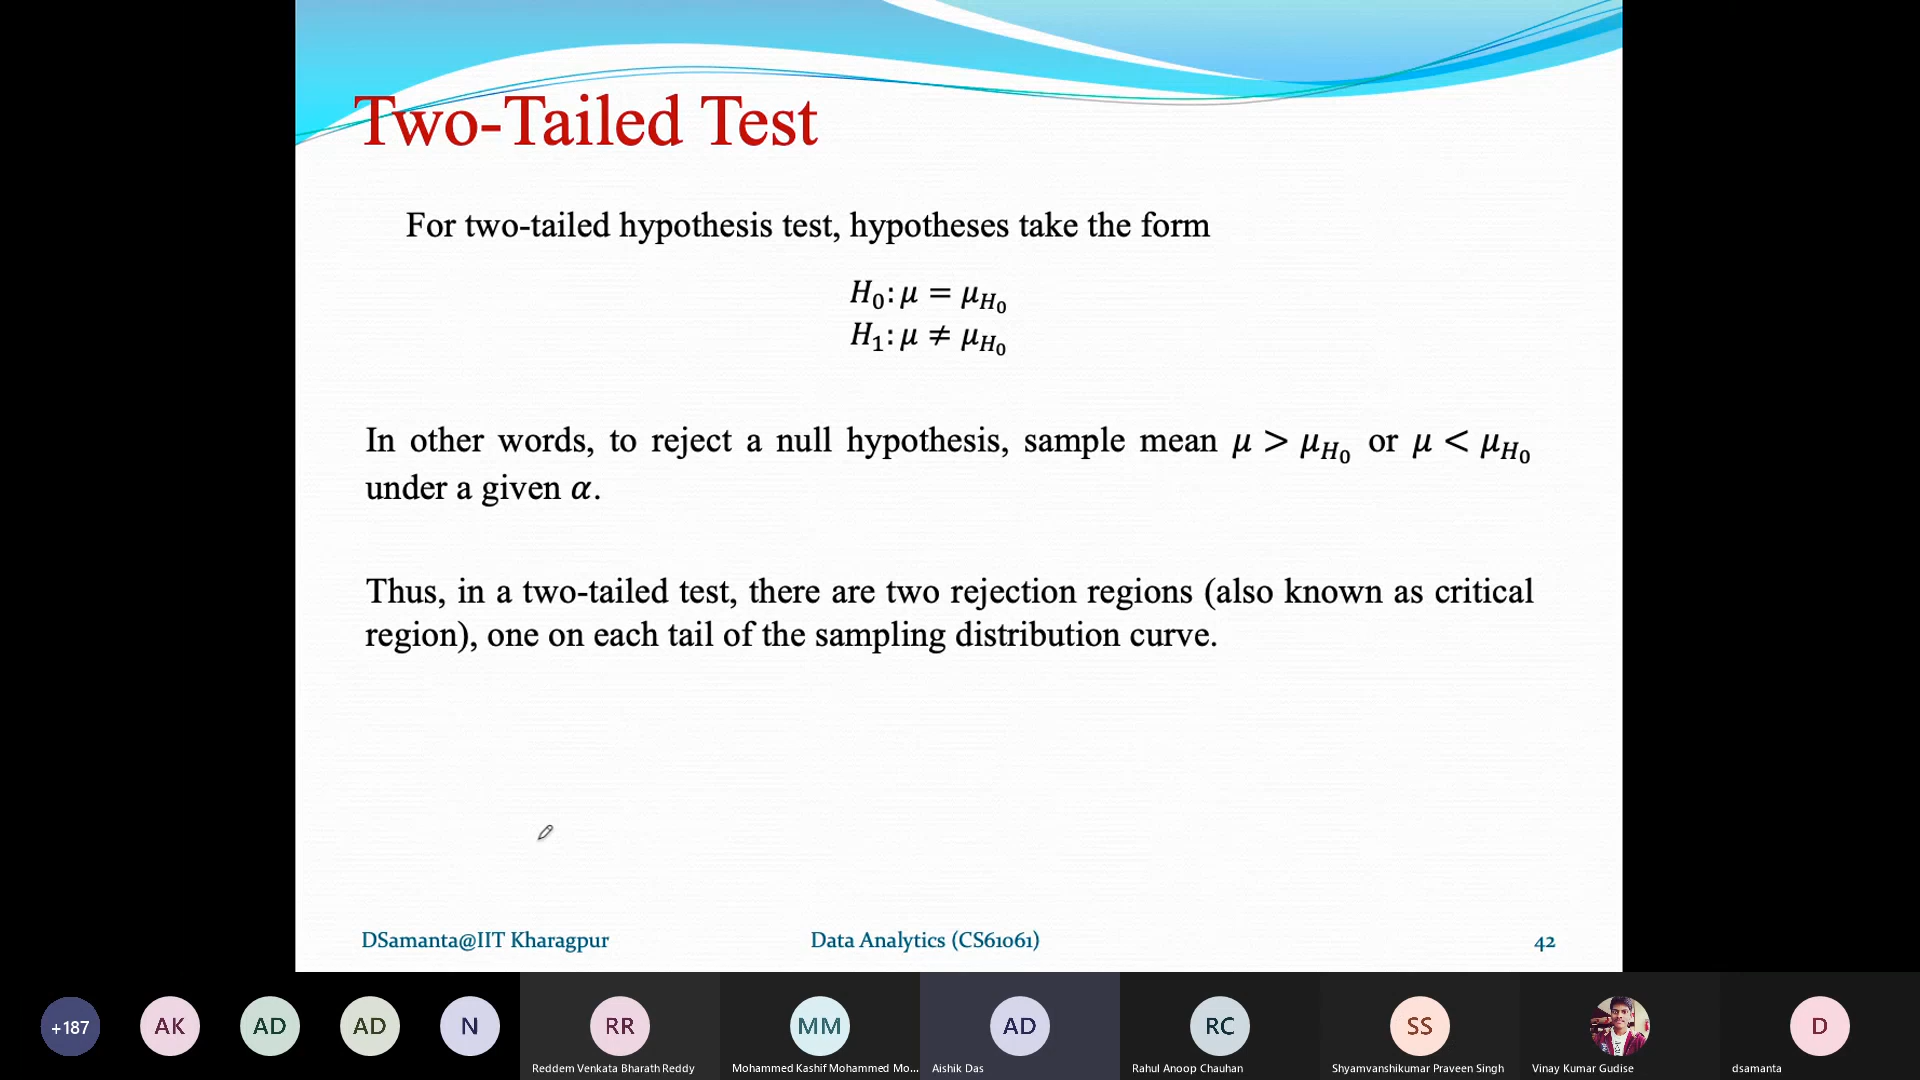 Two-Tailed Test
For two-tailed hypothesis test, hypotheses take the form
H₀: μ = μ_H₀
H₁: μ ≠ μ_H₀
In other words, to reject a null hypothesis, sample mean μ > μ_H₀ or μ < μ_H₀
under a given α.
Thus, in a two-tailed test, there are two rejection regions (also known as critical
region), one on each tail of the sampling distribution curve.
DSamanta@IIT Kharagpur Data Analytics (CS61061) 42
+187 AK AD AD N RR MM AD RC SS D
Reddem Venkata Bharath Reddy Mohammed Kashif Mohammed Mo... Aishik Das Rahul Anoop Chauhan Shyamvanshikumar Praveen Singh Vinay Kumar Gudise dsamanta